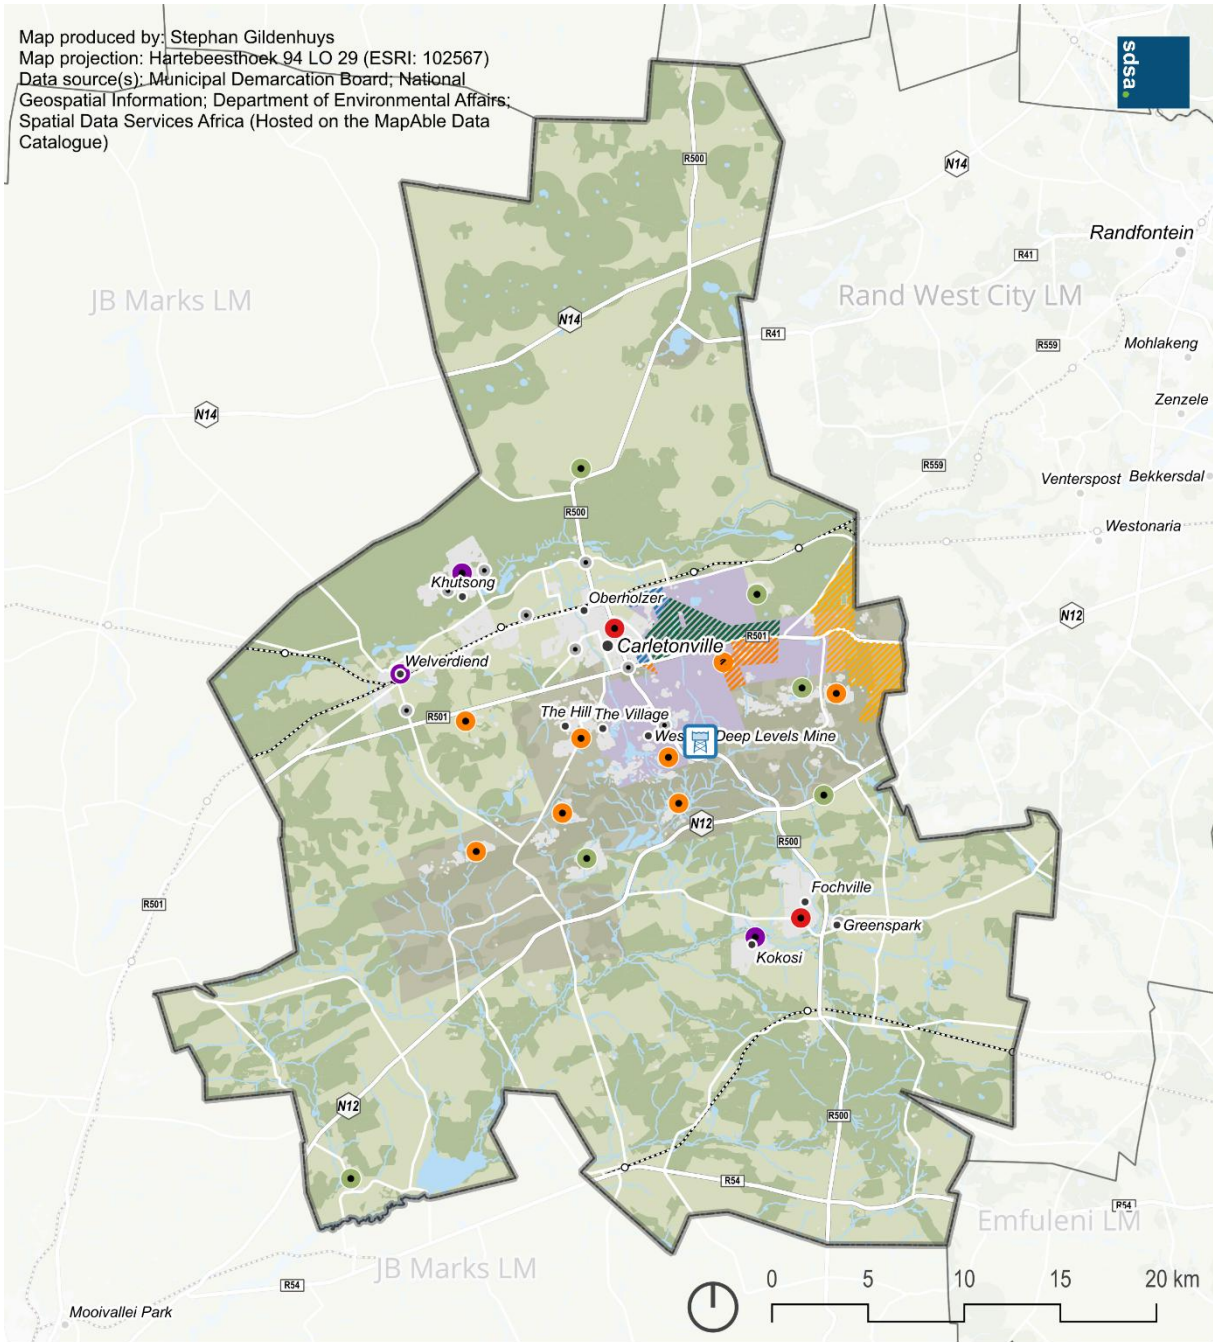 Map produced by: Stephan Gildenhuys
Map projection: Hartebeesthoek 94 LO 29 (ESRI: 102567)
Data source(s): Municipal Demarcation Board; National
Geospatial Information; Department of Environmental Affairs;
Spatial Data Services Africa (Hosted on the MapAble Data
Catalogue)
sdsa.
R500
N14
Randfontein
R41
JB Marks LM
Rand West City LM
N14
R41
R559
Mohlakeng
Zenzele
N14
R559
Venterspost
Bekkersdal
R500
Westonaria
Khutsong
Oberholzer
N12
R501
Carletonville
Welverdiend
R501
The Hill
The Village
Deep Levels Mine
N12
R500
Fochville
R501
Greenspark
Kokosi
N12
R500
R54
R54
Emfuleni LM
JB Marks LM
R54
Mooivallei Park
0 5 10 15 20 km